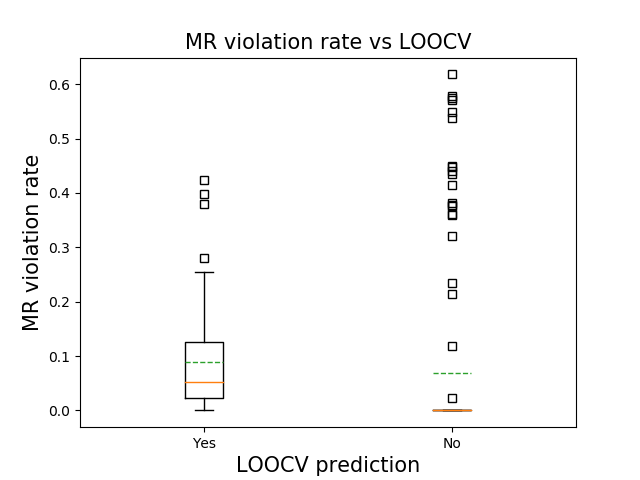 MR violation rate vs LOOCV
MR violation rate
0.6
0.5
0.4
0.3
0.2
0.1
0.0
Yes
No
LOOCV prediction